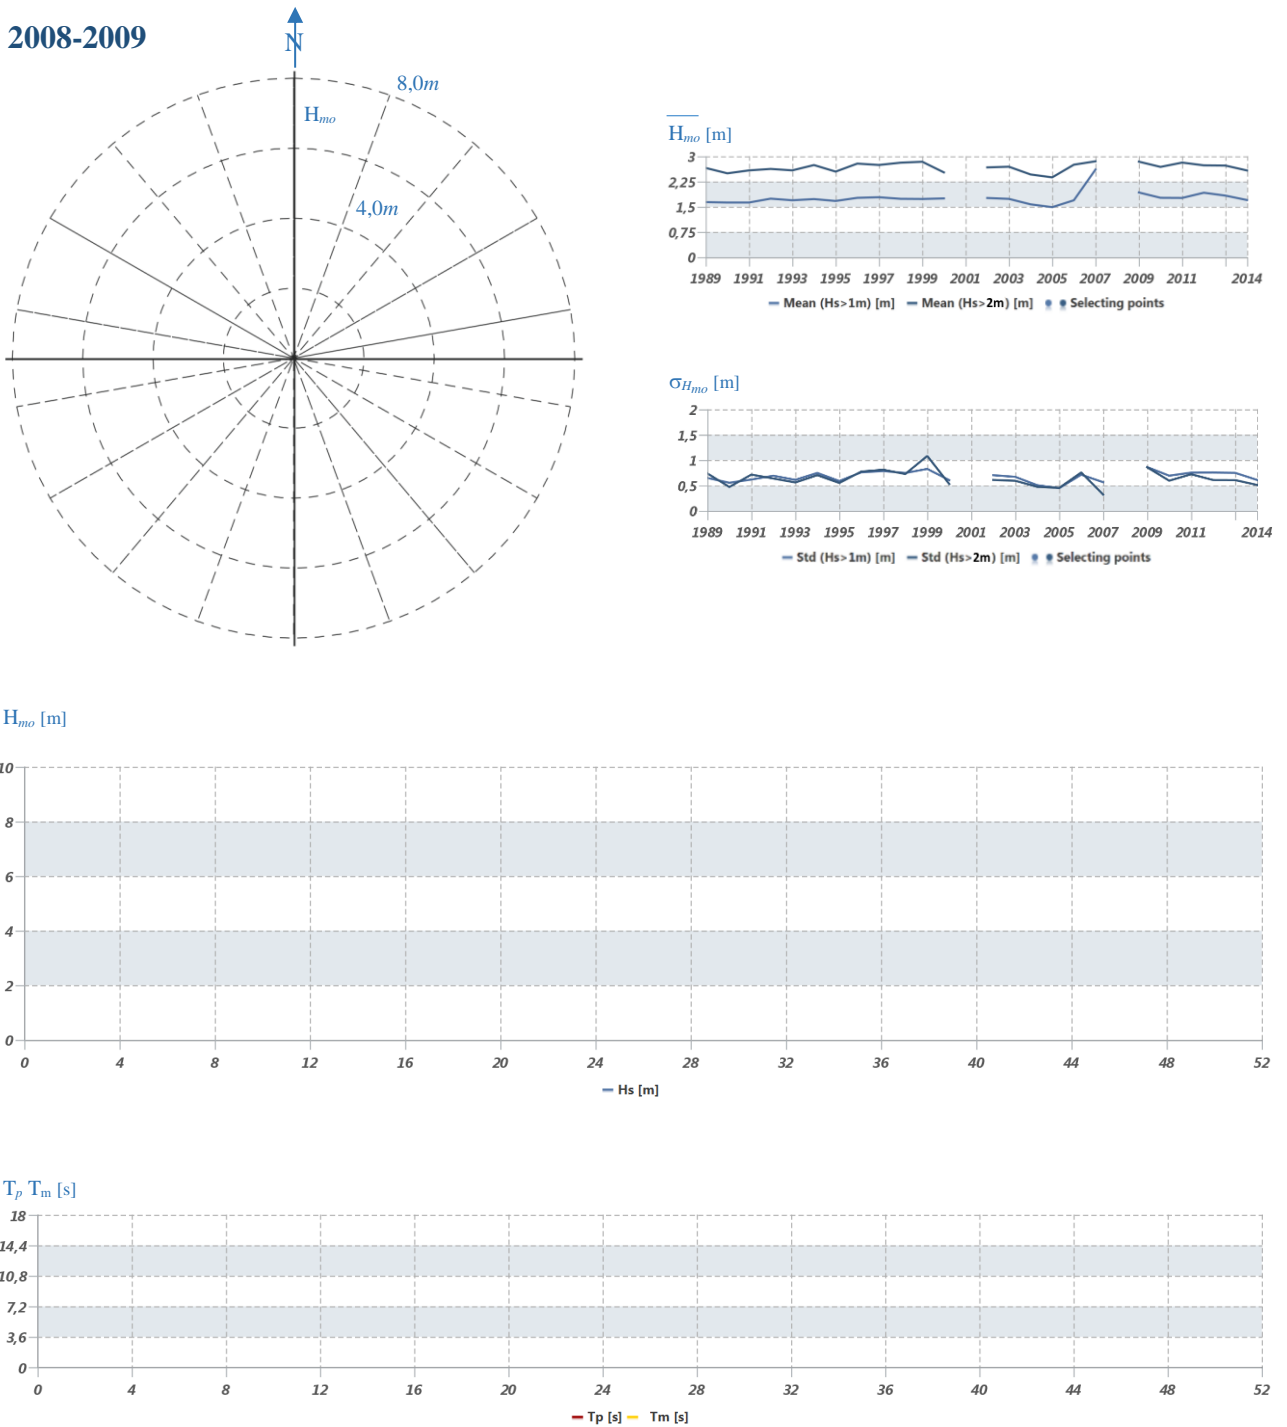 2008-2009
N
8,0m
Hmo
4,0m
Hmo [m]
3
2,25
1,5
0,75
0
1989 1991 1993 1995 1997 1999 2001 2003 2005 2007 2009 2011 2014
Mean (Hs>1m) [m] Mean (Hs>2m) [m] Selecting points
σHmo [m]
2
1,5
1
0,5
0
1989 1991 1993 1995 1997 1999 2001 2003 2005 2007 2009 2011 2014
Std (Hs>1m) [m] Std (Hs>2m) [m] Selecting points
Hmo [m]
10
8
6
4
2
0
0 4 8 12 16 20 24 28 32 36 40 44 48 52
Hs [m]
Tp Tm [s]
18
14,4
10,8
7,2
3,6
0
0 4 8 12 16 20 24 28 32 36 40 44 48 52
Tp [s] Tm [s]